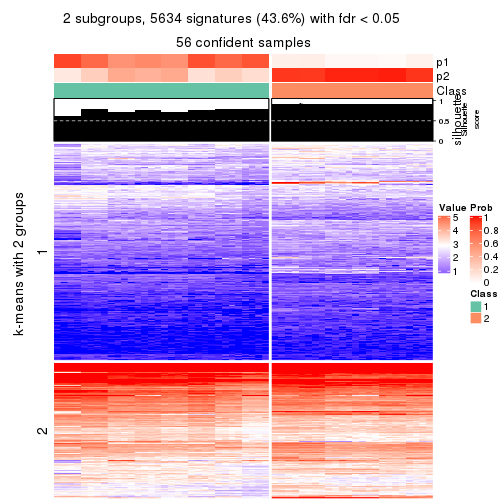 2 subgroups, 5634 signatures (43.6%) with fdr < 0.05
56 confident samples
p1
p2
Class
1
0.5
0
silhouette
Silhouette
score
k-means with 2 groups
1
2
Value
5
4
3
2
1
Prob
1
0.8
0.6
0.4
0.2
0
Class
1
2